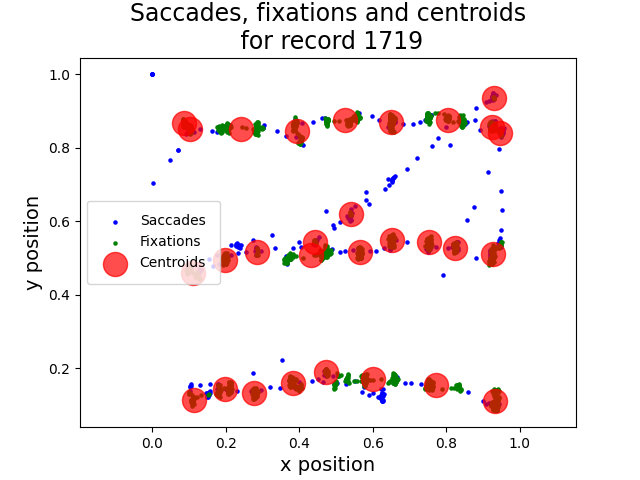 Saccades, fixations and centroids
for record 1719
1.0
0.8
0.6
0.4
0.2
y position
Saccades
Fixations
Centroids
0.0
0.2
0.4
0.6
0.8
1.0
x position